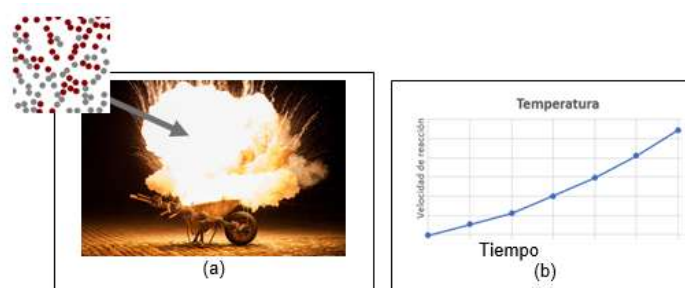 Temperatura
Velocidad de reacción
Tiempo
(a)
(b)